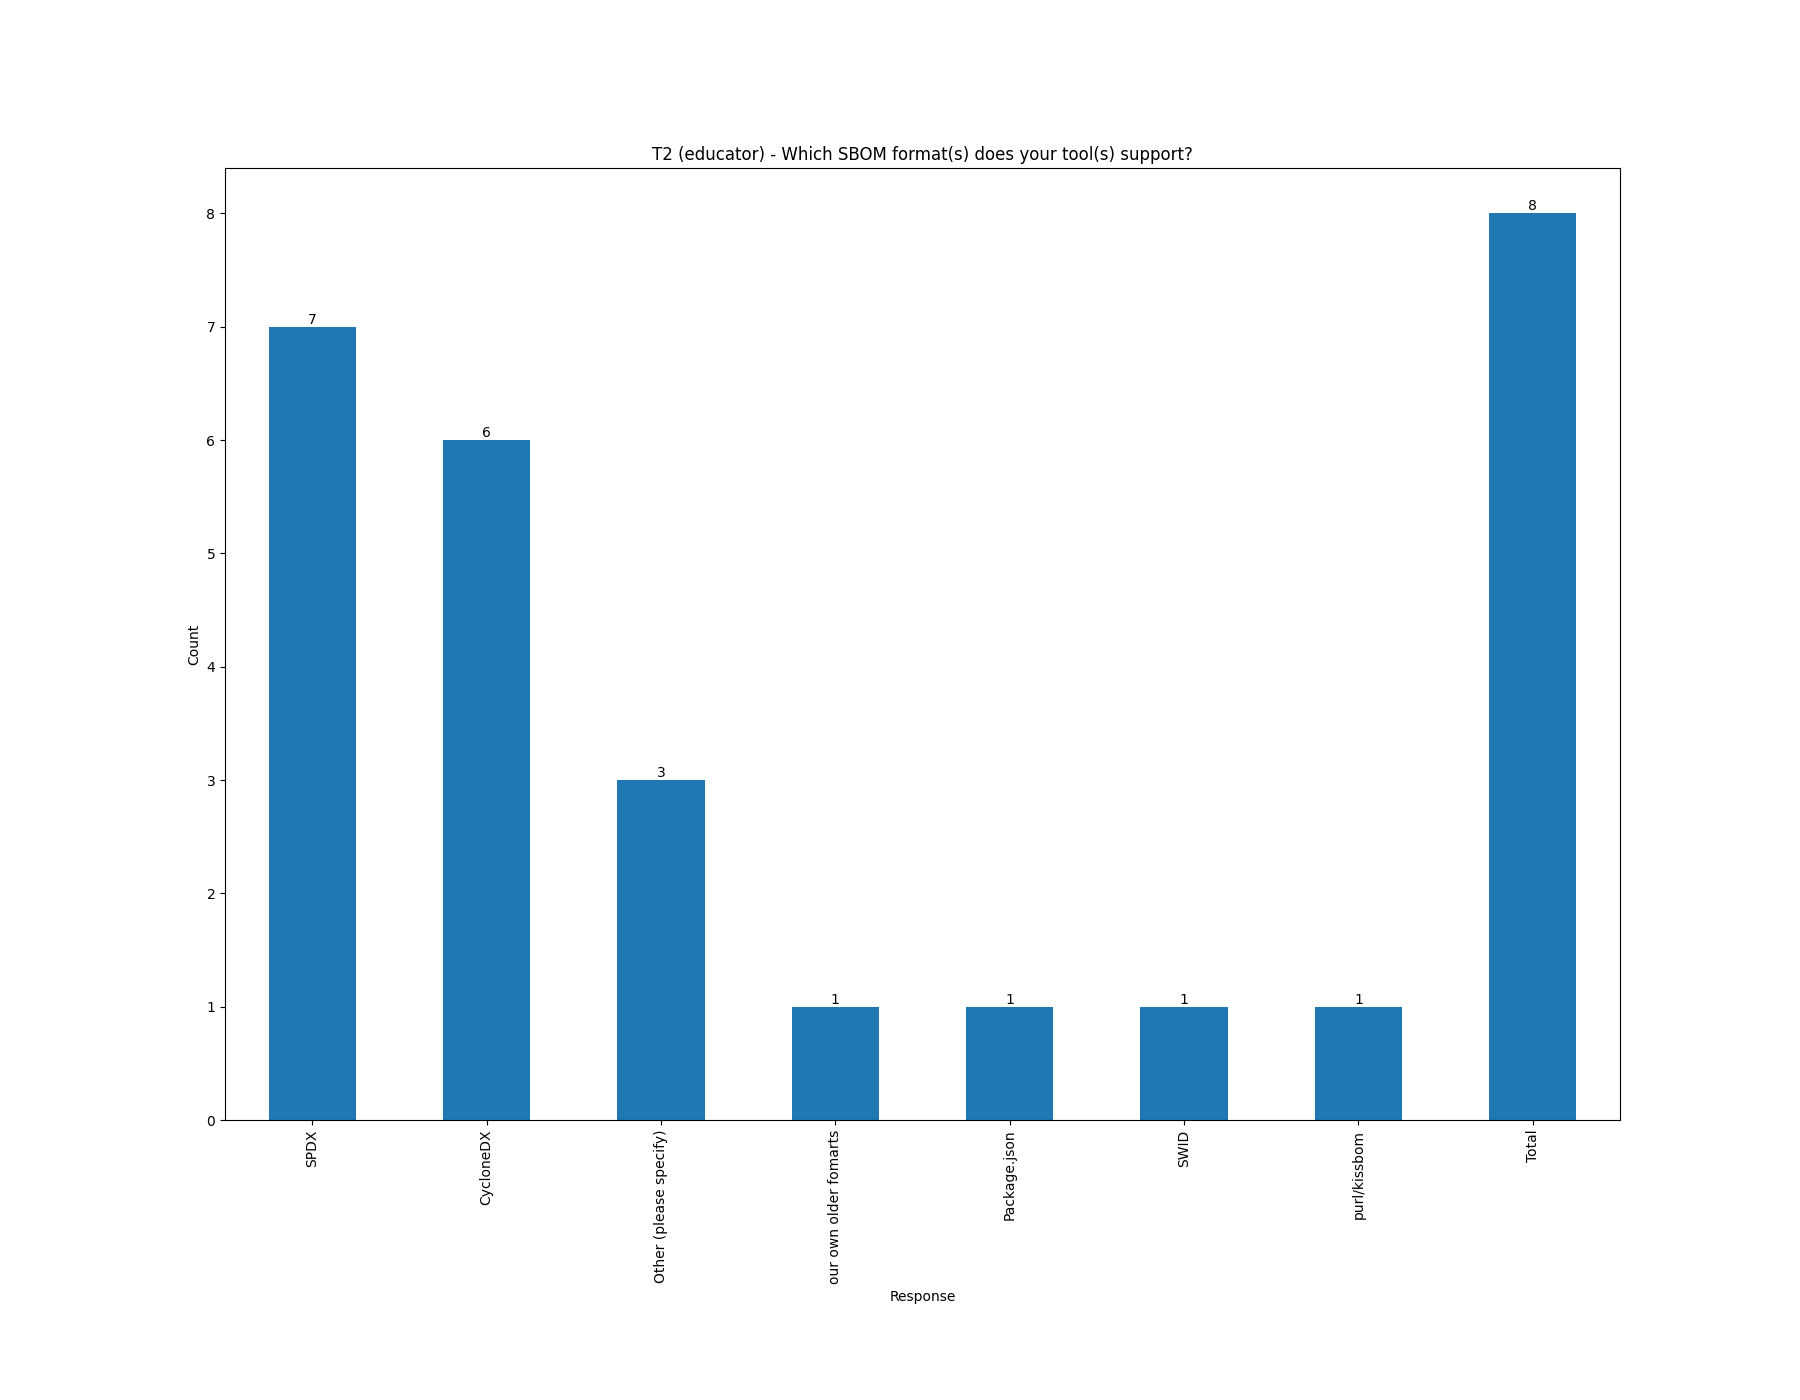 T2 (educator) - Which SBOM format(s) does your tool(s) support?
8
7
6
5
4
3
2
1
0
Count
7
6
3
1
1
1
1
8
SPDX
CycloneDX
Other (please specify)
our own older fomarts
Package.json
SWID
purl/kissbom
Total
Response